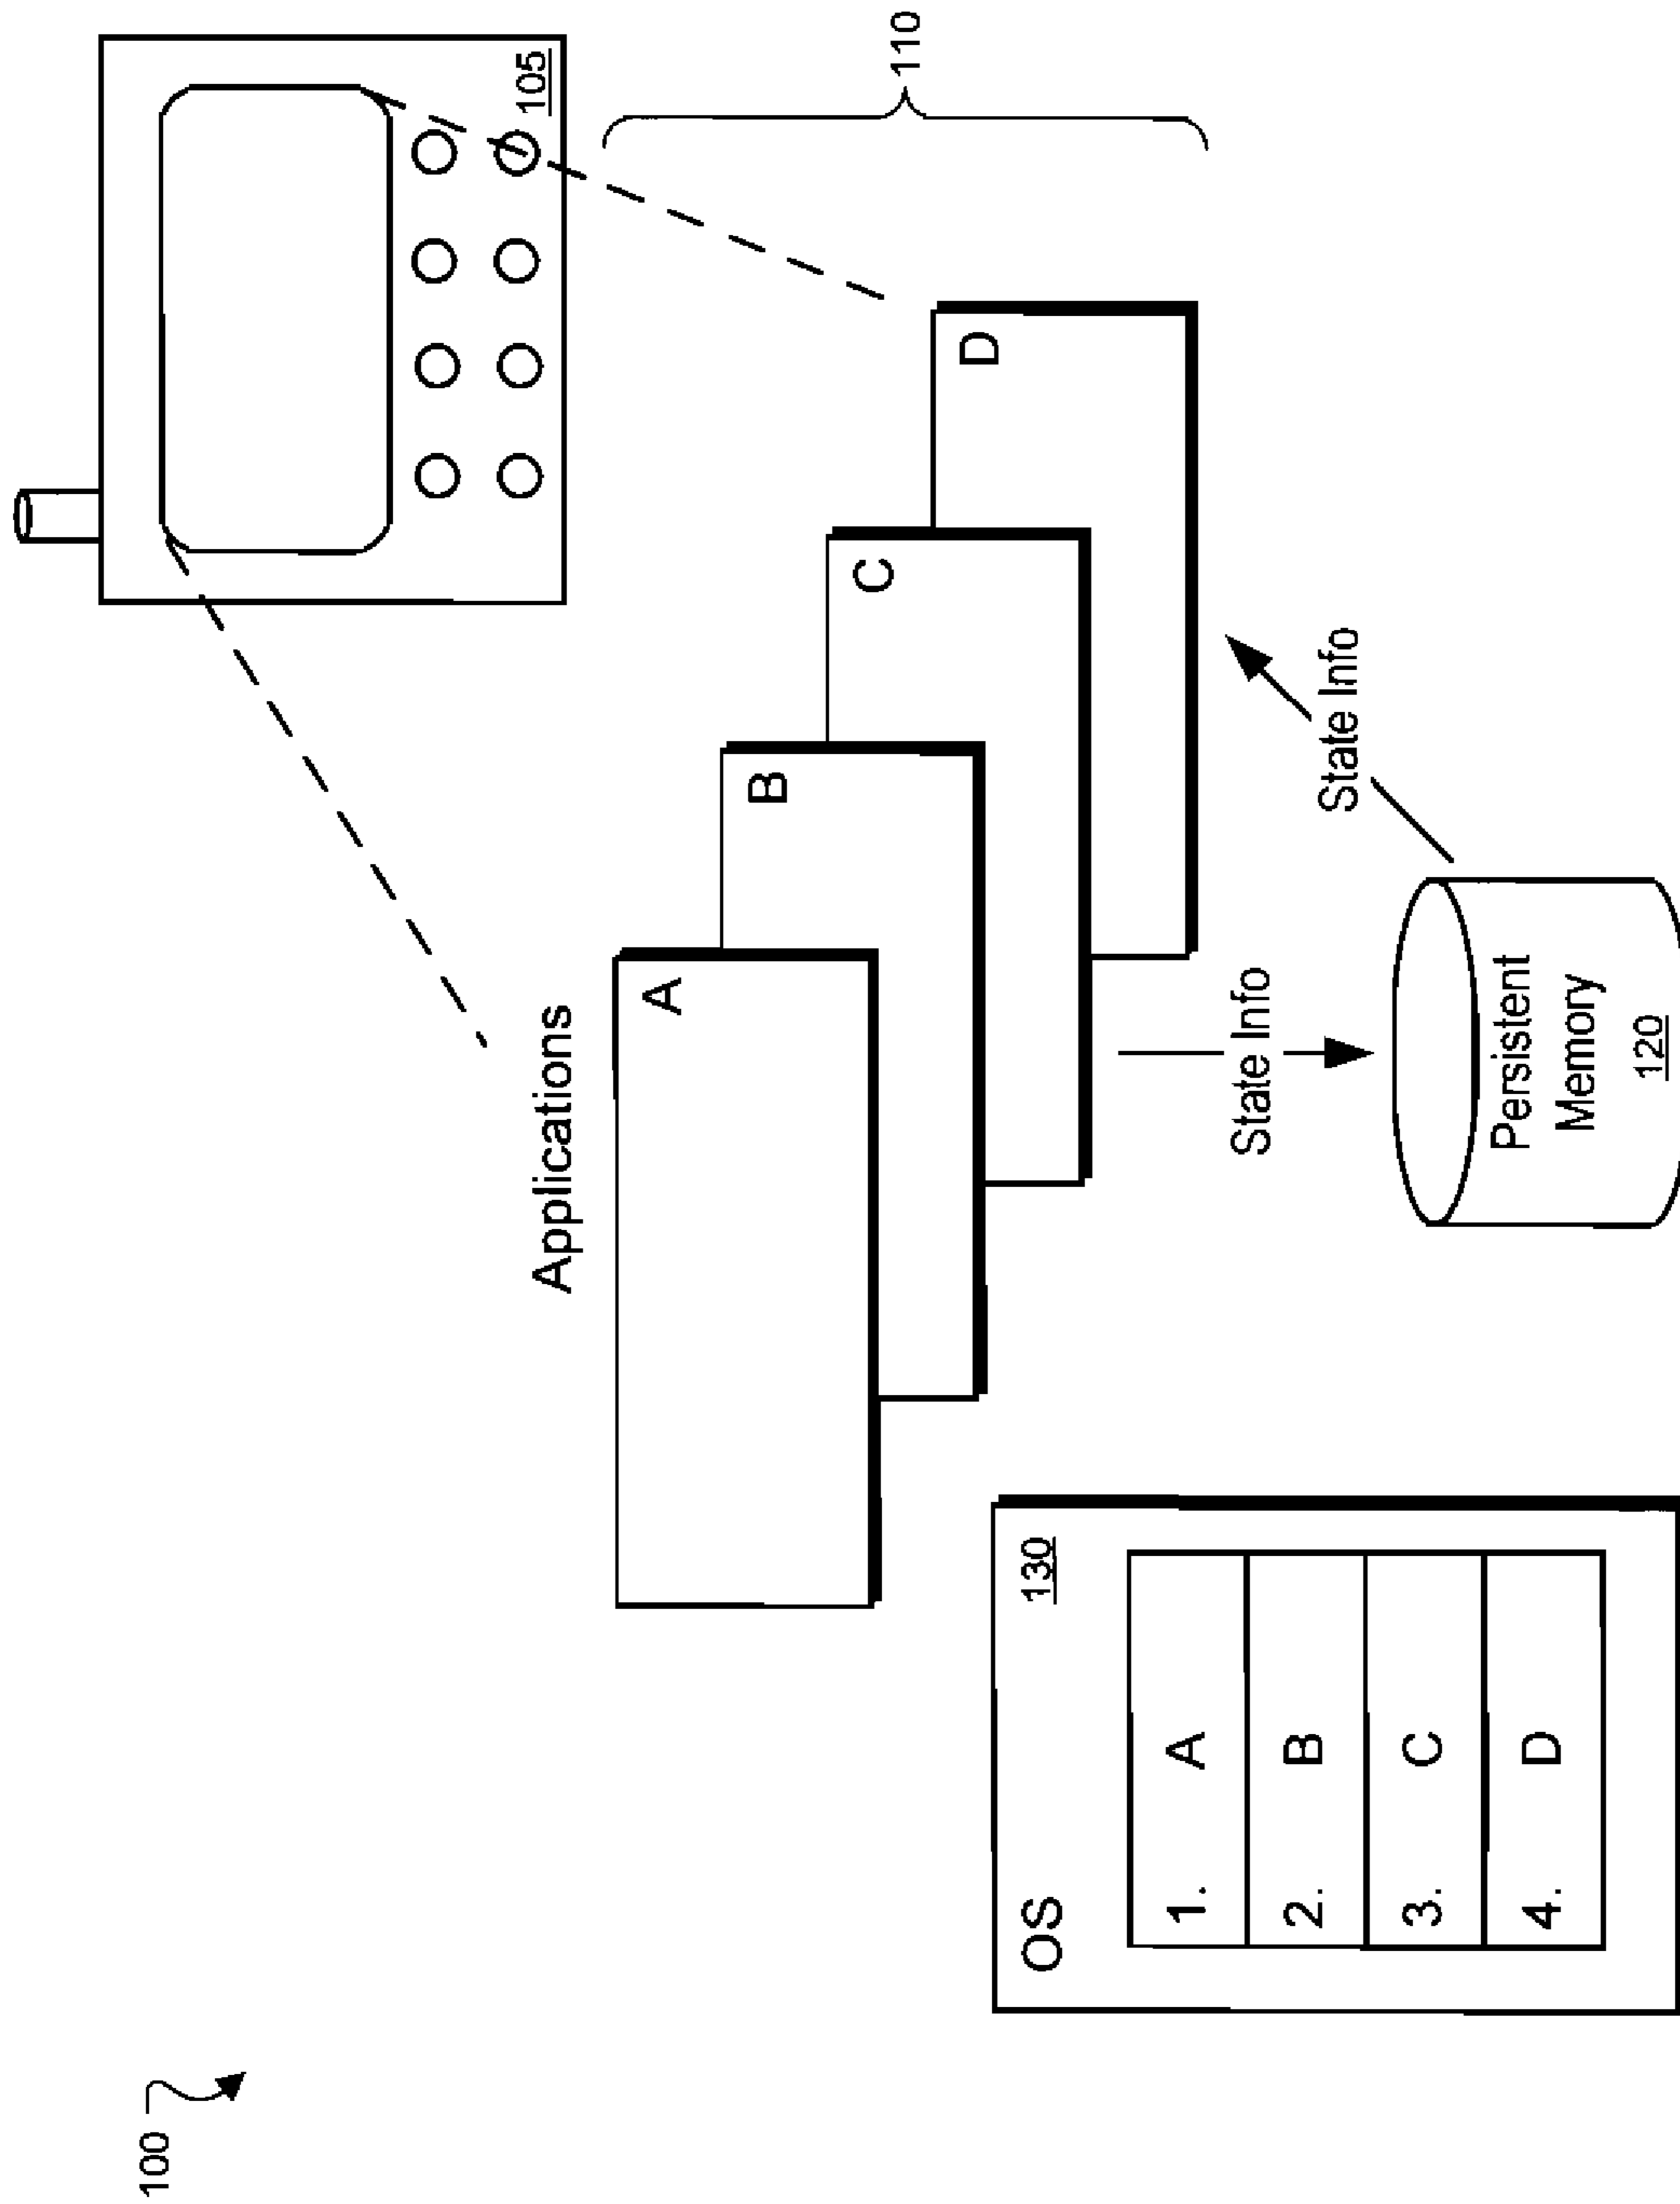 100
105
Applications
110
A
B
C
D
OS
130
1. A
2. B
3. C
4. D
State Info
State Info
Persistent
Memory
120